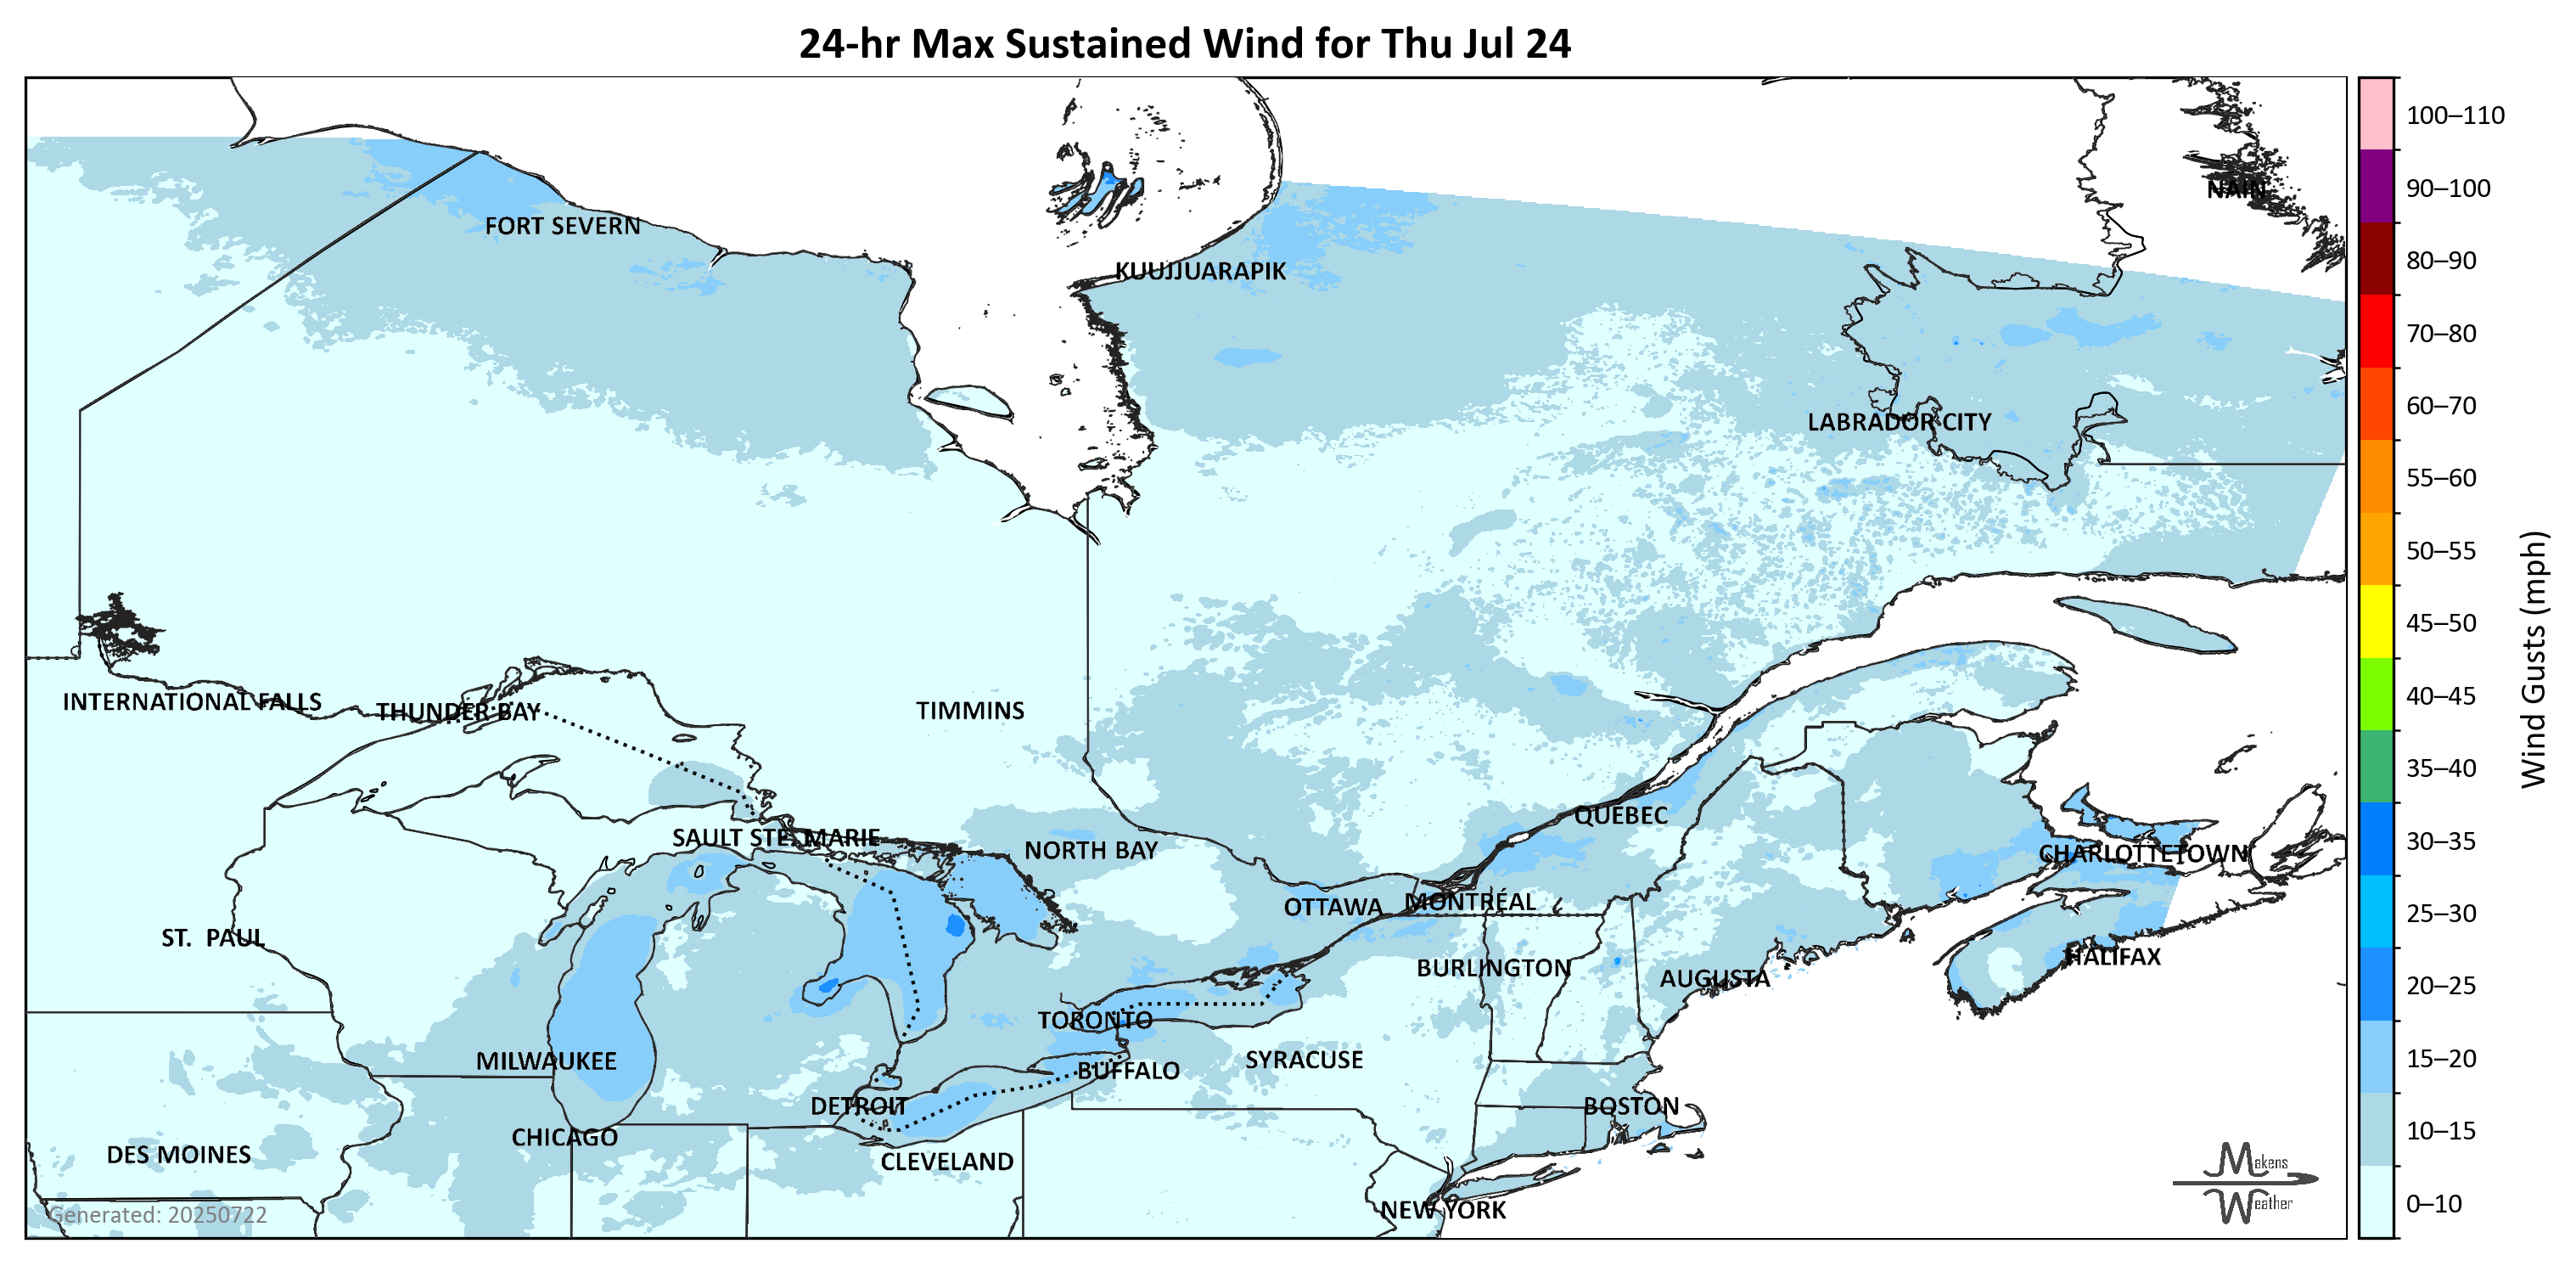 24-hr Max Sustained Wind for Thu Jul 24
100–110
90–100
80–90
70–80
60–70
55–60
50–55
45–50
40–45
35–40
30–35
25–30
20–25
15–20
10–15
0–10
Wind Gusts (mph)
NAIN
FORT SEVERN
KUUJJUARAPIK
LABRADOR CITY
INTERNATIONAL FALLS
THUNDER BAY
TIMMINS
QUÉBEC
SAULT STE. MARIE
NORTH BAY
CHARLOTTETOWN
OTTAWA
MONTRÉAL
ST. PAUL
HALIFAX
BURLINGTON
AUGUSTA
TORONTO
MILWAUKEE
SYRACUSE
BUFFALO
DETROIT
BOSTON
CHICAGO
DES MOINES
CLEVELAND
NEW YORK
Generated: 20250722
Makens
Weather